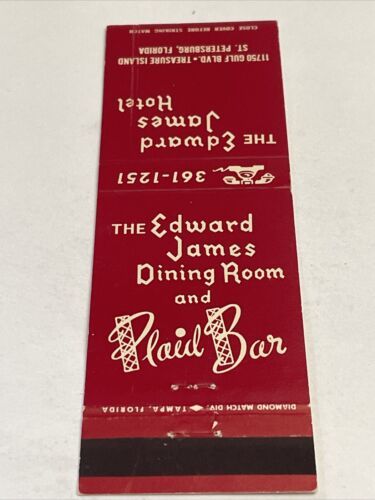 CLOSE COVER BEFORE STRIKING MATCH
11750 GULF BLVD. • TREASURE ISLAND
ST. PETERSBURG, FLORIDA
THE Edward
James
Hotel
361-1251
THE Edward
James
Dining Room
and
Plaid Bar
DIAMOND MATCH DIV. TAMPA, FLORIDA